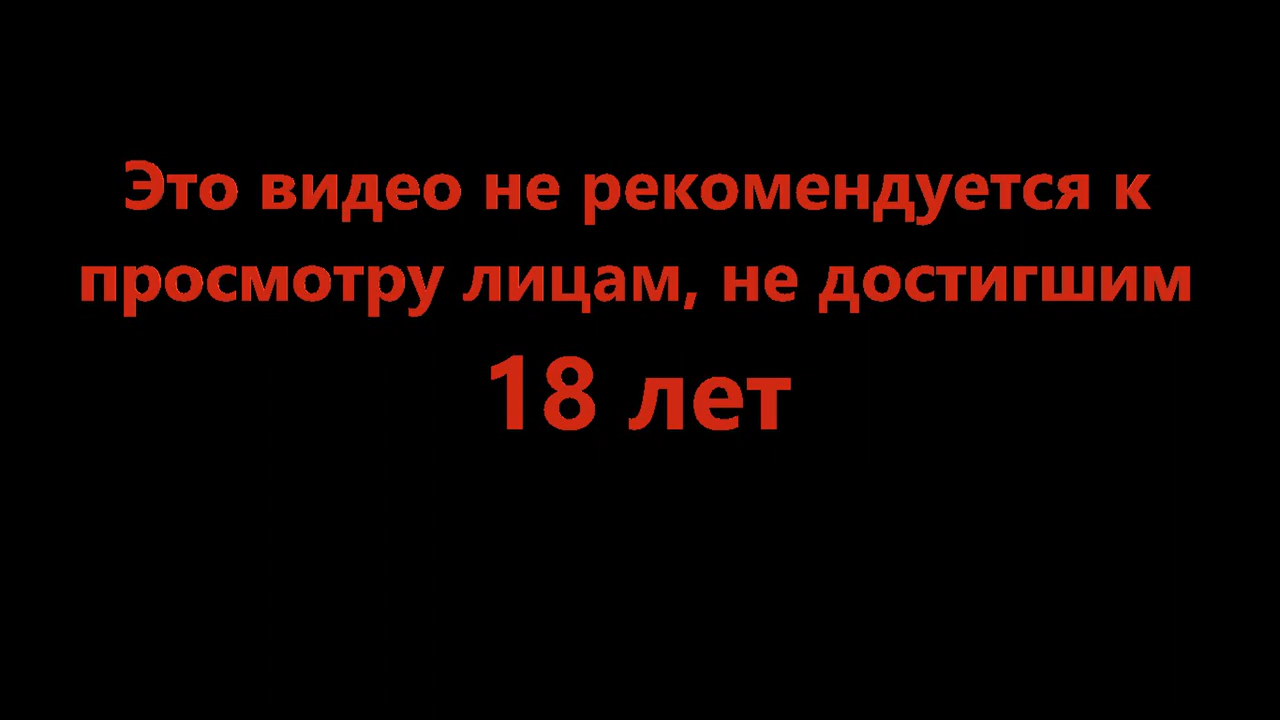 Это видео не рекомендуется к
просмотру лицам, не достигшим
18 лет